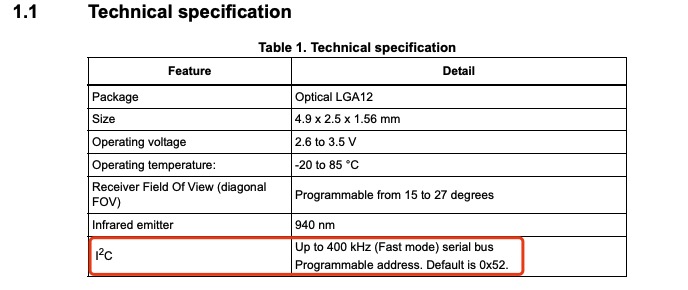 1.1 Technical specification
Table 1. Technical specification
Feature Detail
Package Optical LGA12
Size 4.9 x 2.5 x 1.56 mm
Operating voltage 2.6 to 3.5 V
Operating temperature: -20 to 85 °C
Receiver Field Of View (diagonal
FOV) Programmable from 15 to 27 degrees
Infrared emitter 940 nm
I²C Up to 400 kHz (Fast mode) serial bus
Programmable address. Default is 0x52.